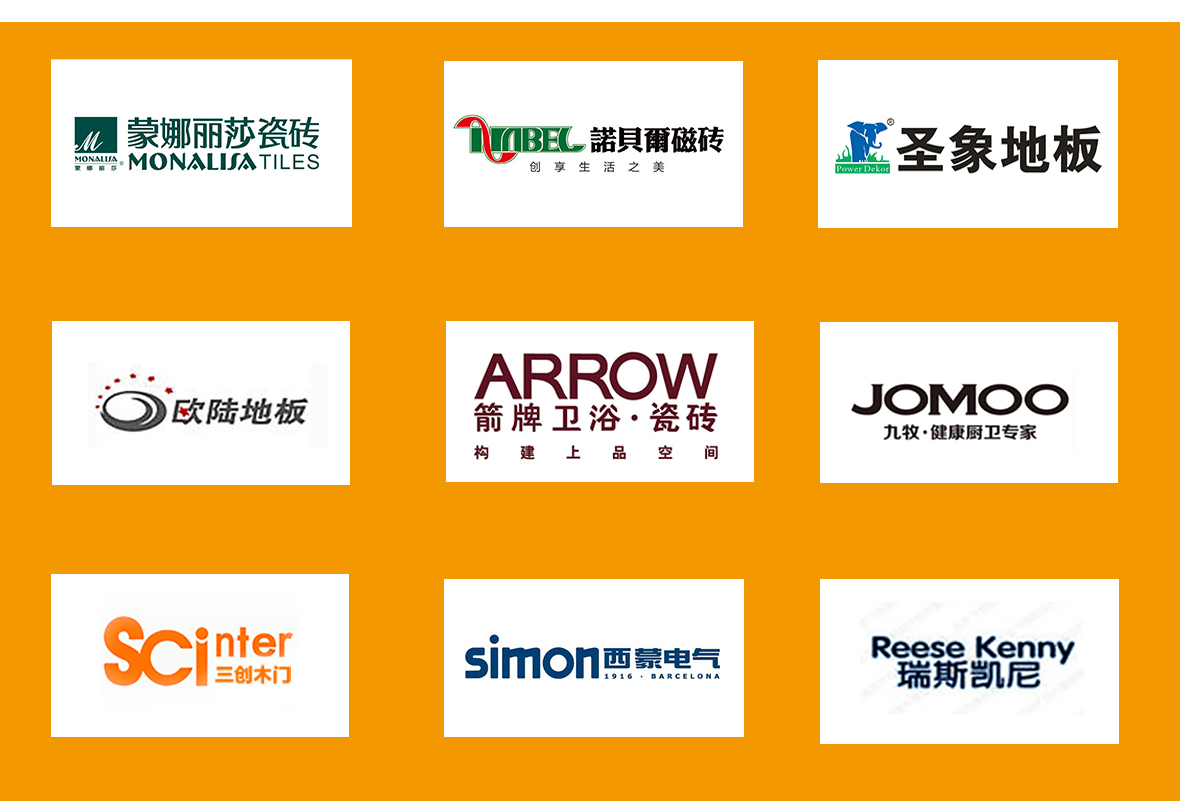 蒙娜丽莎瓷砖
MONALISA TILES
MONALISA
蒙娜丽莎
NABEL 諾貝爾磁砖
创享生活之美
圣象地板
Power Dekor
欧陆地板
ARROW
箭牌卫浴·瓷砖
构建上品空间
JOMOO
九牧·健康厨卫专家
SCinter
三创木门
simon 西蒙电气
1916 · BARCELONA
Reese Kenny
瑞斯凯尼